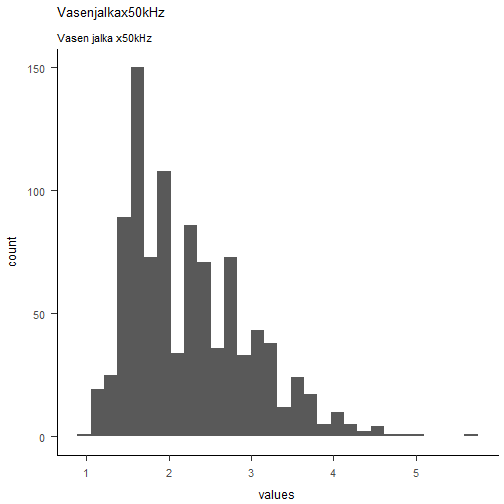 Vasenjalkax50kHz
Vasen jalka x50kHz
150
100
50
0
count
1 2 3 4 5
values